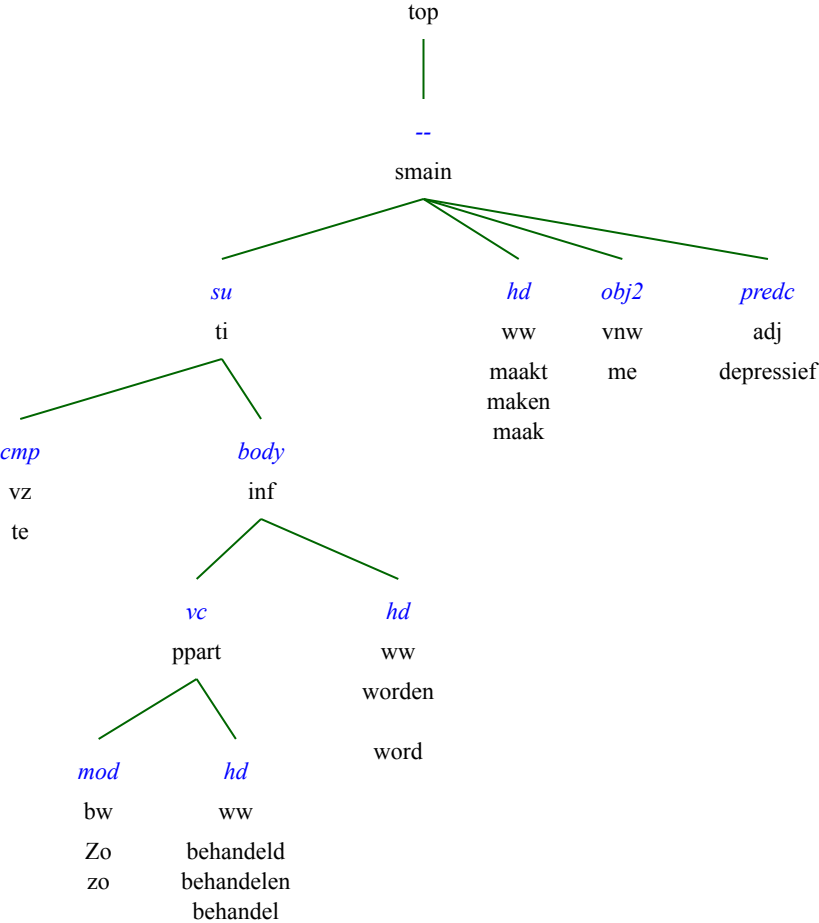 top
--
smain
su hd obj2 predc
ti ww vnw adj
maakt me depressief
maken
maak
cmp body
vz inf
te
vc hd
ppart ww
worden
word
mod hd
bw ww
Zo behandeld
zo behandelen
behandel